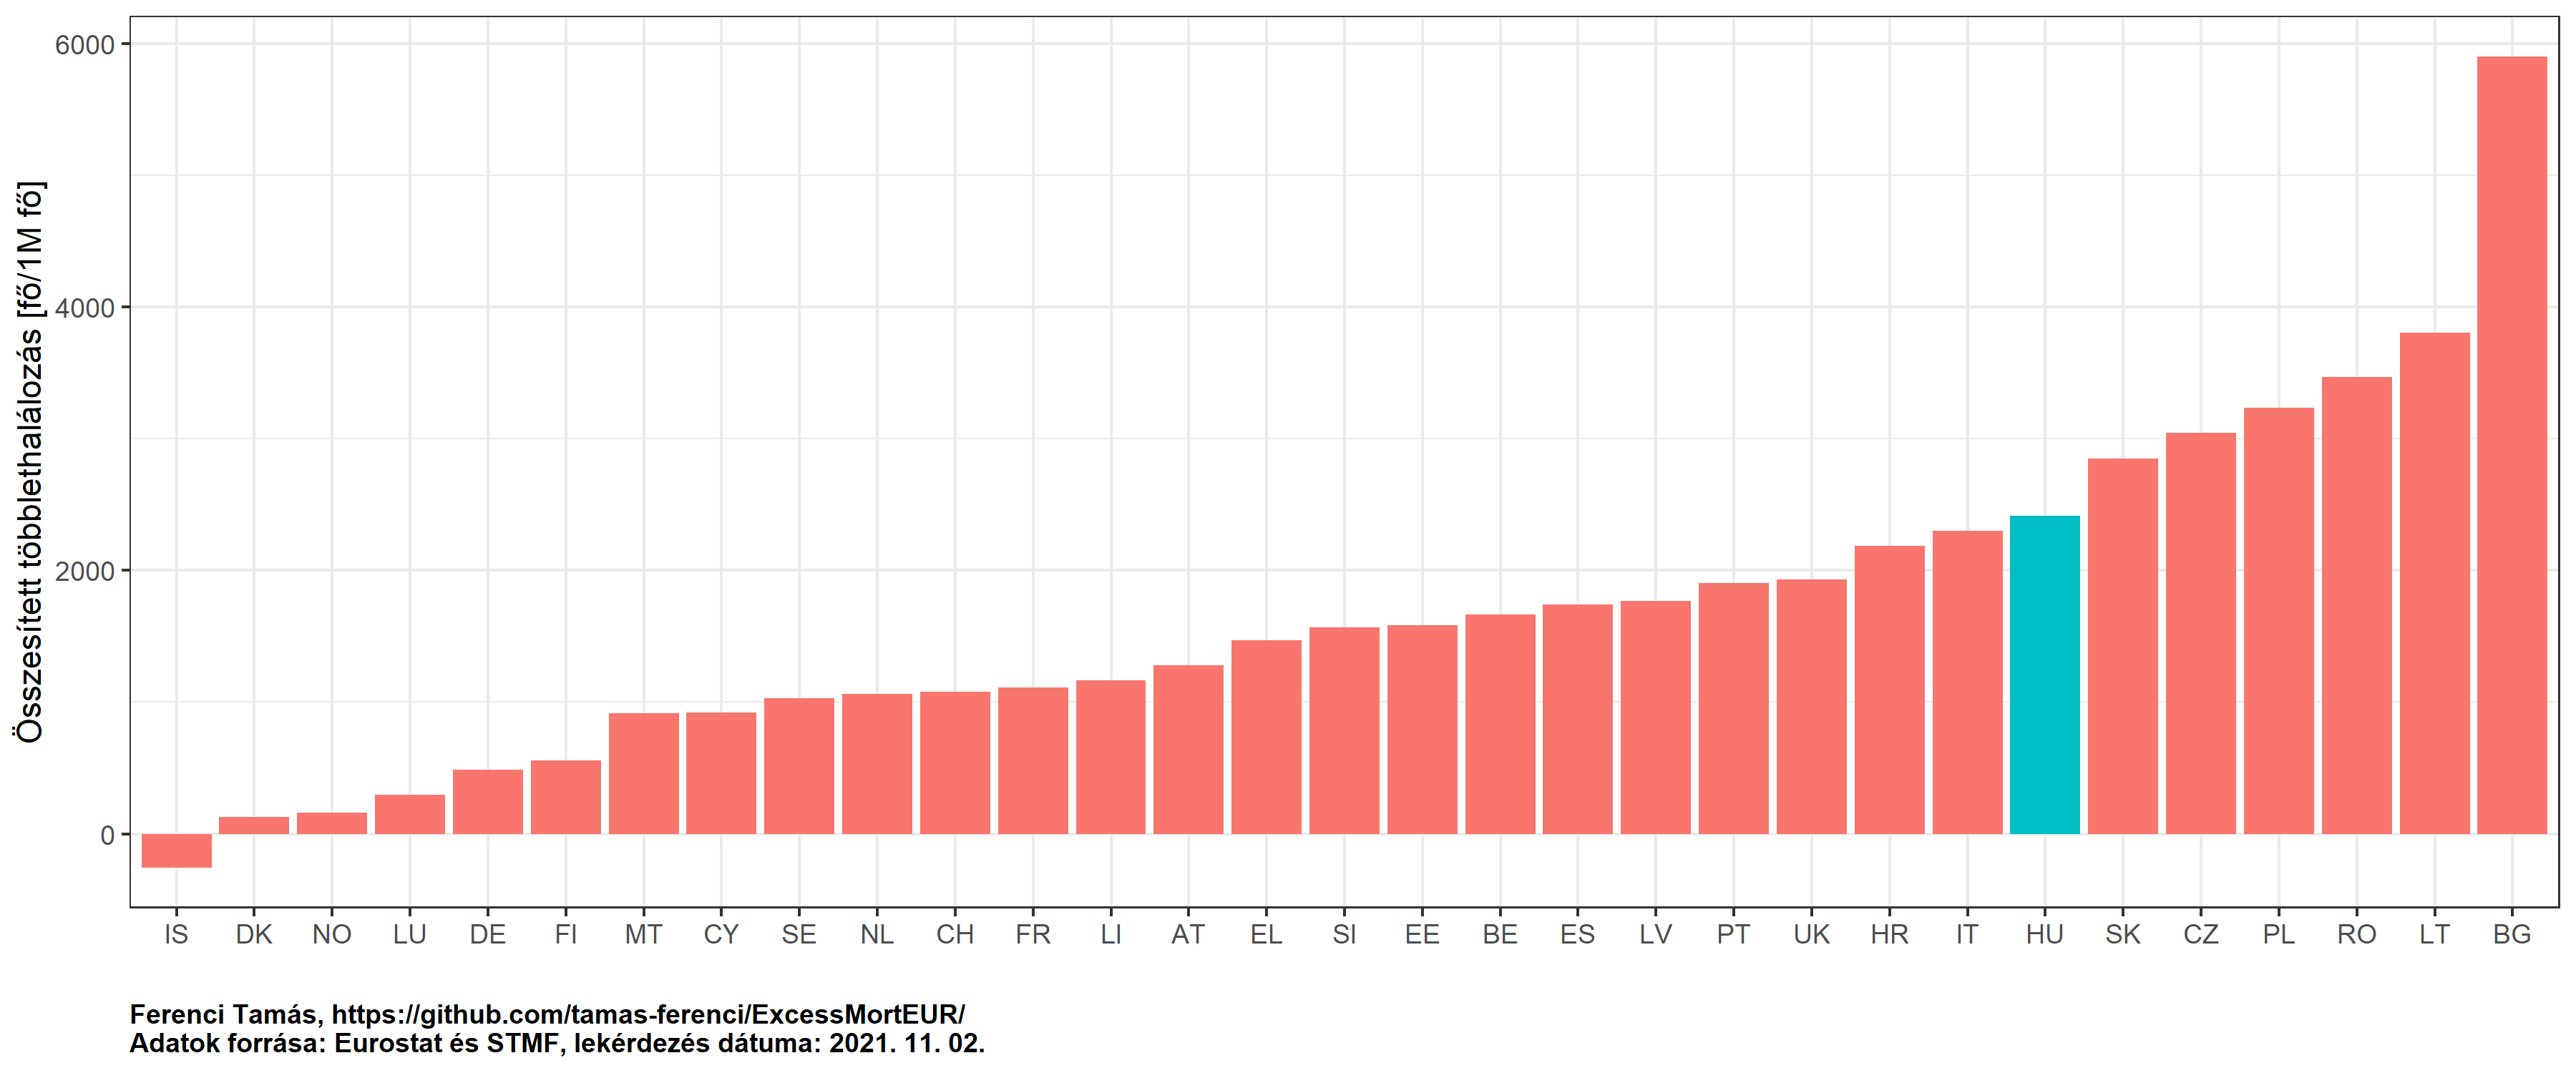 Összesített többlethalálozás [fő/1M fő]
6000
4000
2000
0
IS DK NO LU DE FI MT CY SE NL CH FR LI AT EL SI EE BE ES LV PT UK HR IT HU SK CZ PL RO LT BG
Ferenci Tamás, https://github.com/tamas-ferenci/ExcessMortEUR/
Adatok forrása: Eurostat és STMF, lekérdezés dátuma: 2021. 11. 02.